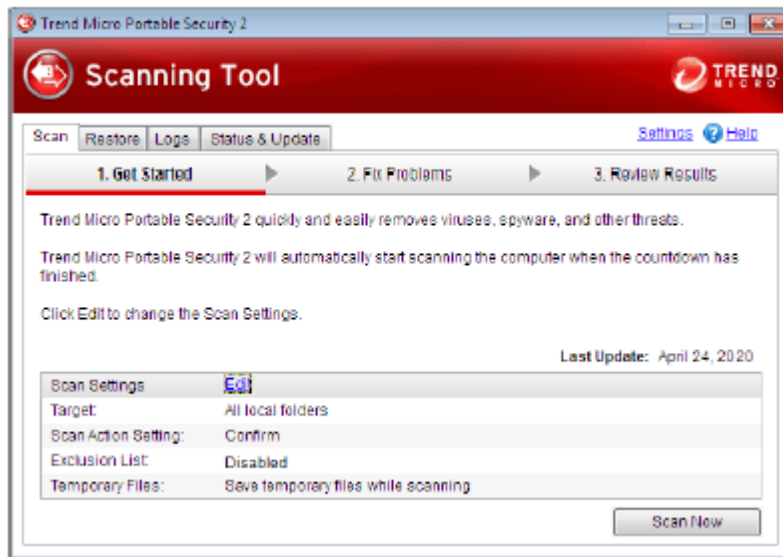 Trend Micro Portable Security 2
Scanning Tool
TREND MICRO
Scan Restore Logs Status & Update Settings Help
1. Get Started 2. Fix Problems 3. Review Results
Trend Micro Portable Security 2 quickly and easily removes viruses, spyware, and other threats.
Trend Micro Portable Security 2 will automatically start scanning the computer when the countdown has
finished.
Click Edit to change the Scan Settings.
Last Update: April 24, 2020
Scan Settings Edit
Target: All local folders
Scan Action Setting: Confirm
Exclusion List: Disabled
Temporary Files: Save temporary files while scanning
Scan Now